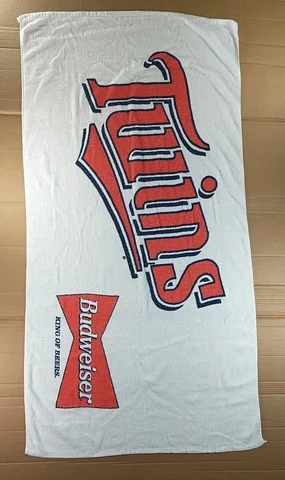 Twins
Budweiser
KING OF BEERS.